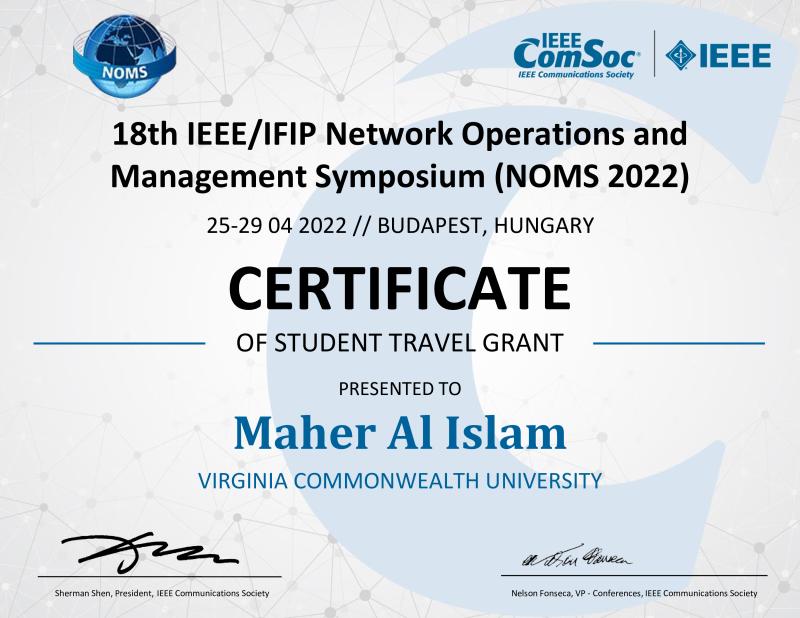 NOMS
IEEE
ComSoc®
IEEE Communications Society
IEEE
18th IEEE/IFIP Network Operations and
Management Symposium (NOMS 2022)
25-29 04 2022 // BUDAPEST, HUNGARY
CERTIFICATE
OF STUDENT TRAVEL GRANT
PRESENTED TO
Maher Al Islam
VIRGINIA COMMONWEALTH UNIVERSITY
Sherman Shen, President, IEEE Communications Society
Nelson Fonseca, VP - Conferences, IEEE Communications Society